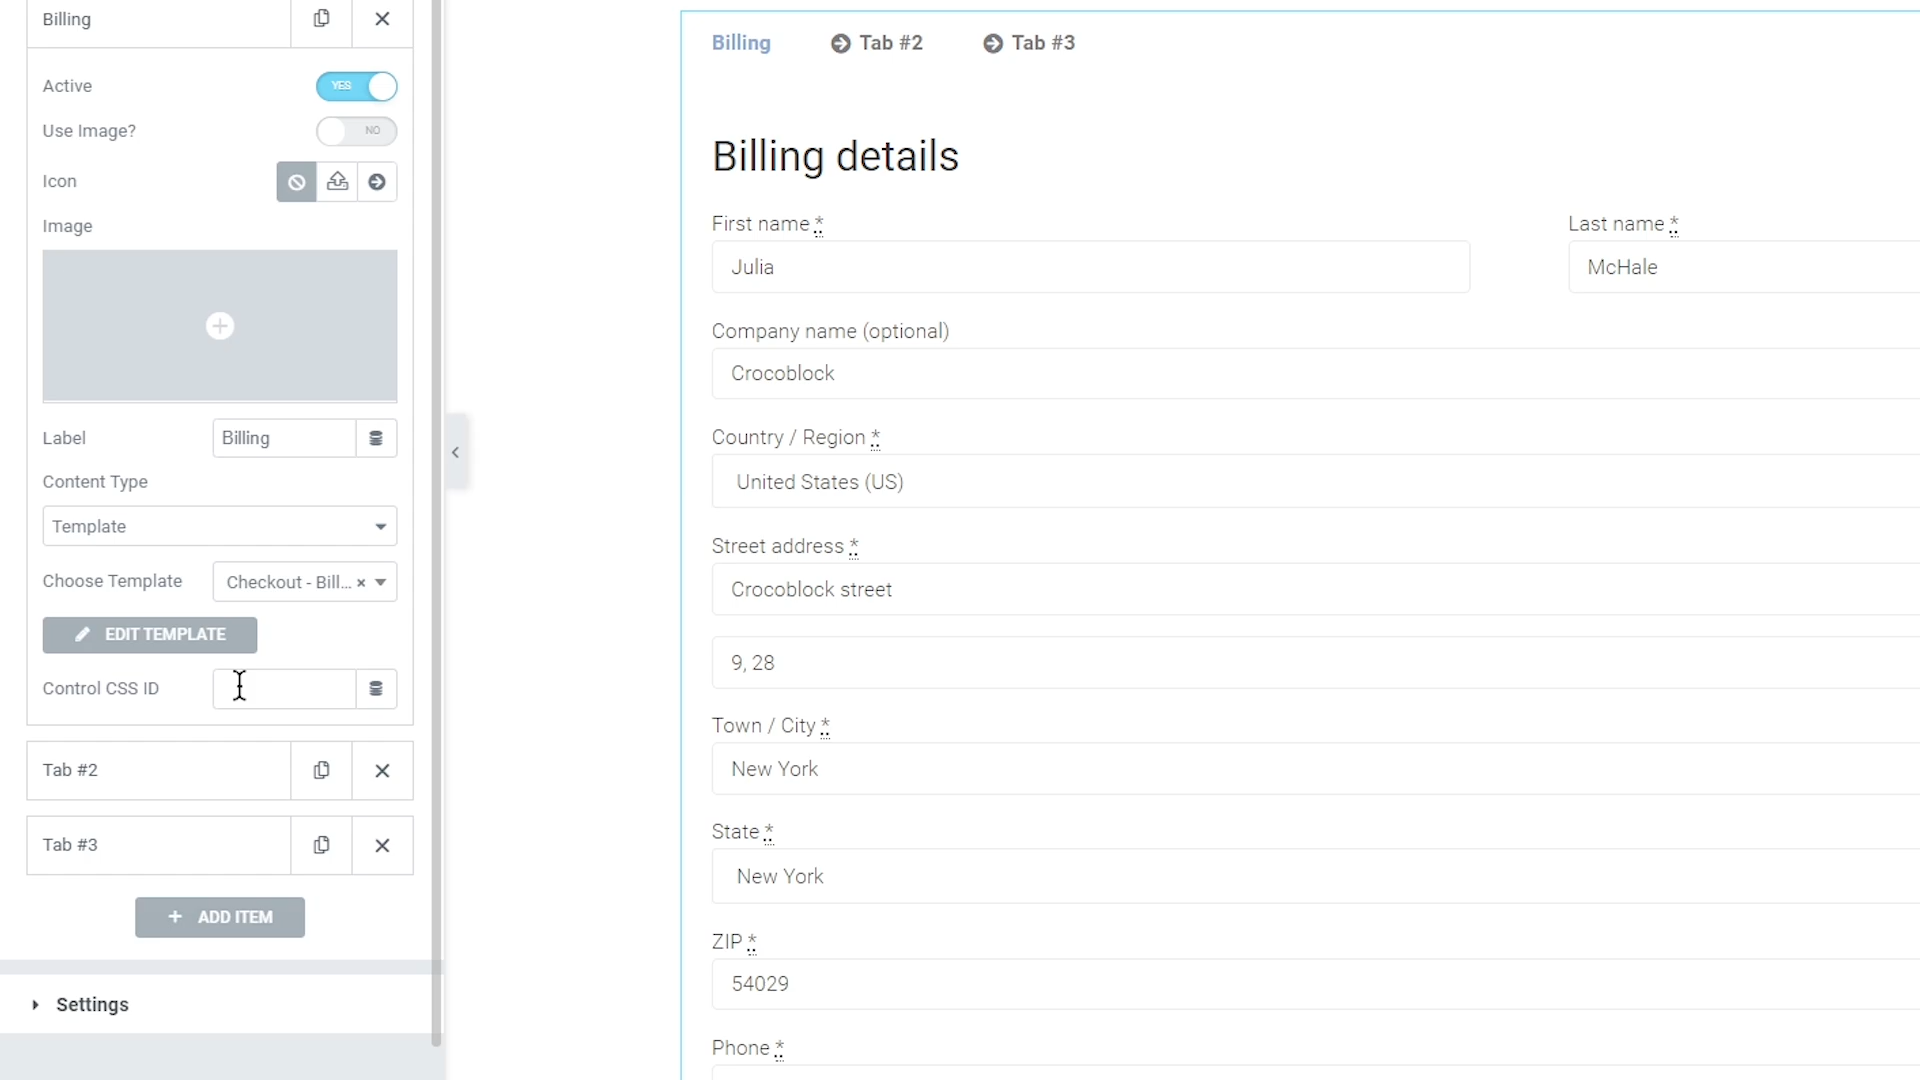 Billing
Active YES
Use Image? NO
Icon
Image
Label Billing
Content Type
Template
Choose Template Checkout - Bill... × 
EDIT TEMPLATE
Control CSS ID
Tab #2
Tab #3
+ ADD ITEM
Settings
Billing Tab #2 Tab #3
Billing details
First name * Last name *
Julia McHale
Company name (optional)
Crocoblock
Country / Region *
United States (US)
Street address *
Crocoblock street
9, 28
Town / City *
New York
State *
New York
ZIP *
54029
Phone *